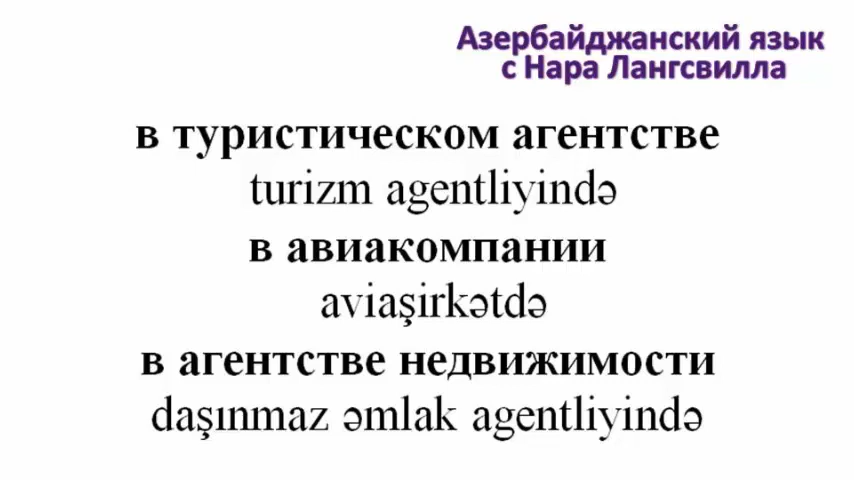 Азербайджанский язык
с Нара Лангсвилла
в туристическом агентстве
turizm agentliyində
в авиакомпании
aviaşirkətdə
в агентстве недвижимости
daşınmaz əmlak agentliyində